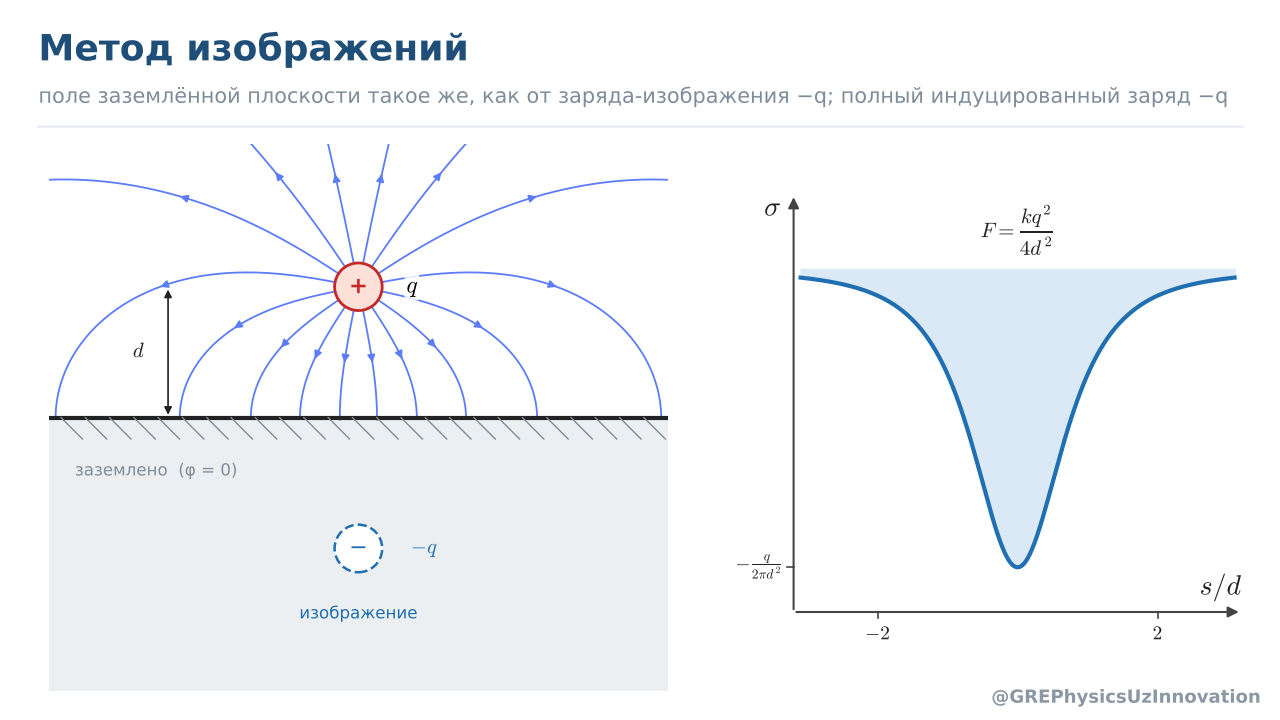 Метод изображений
поле заземлённой плоскости такое же, как от заряда-изображения −q; полный индуцированный заряд −q
+
q
d
заземлено (φ = 0)
−
−q
изображение
σ
F = kq²/4d²
−q/2πd²
s/d
−2
2
@GREPhysicsUzInnovation